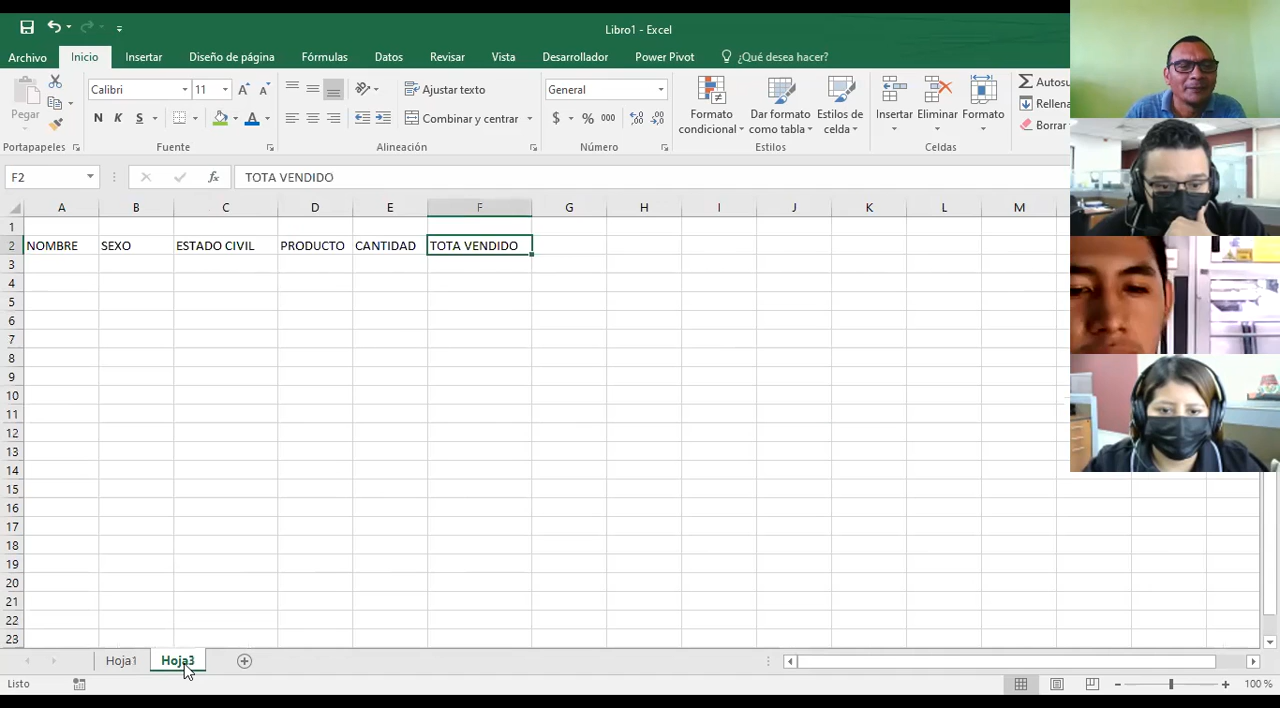 Libro1 - Excel
Archivo Inicio Insertar Diseño de página Fórmulas Datos Revisar Vista Desarrollador Power Pivot ¿Qué desea hacer?
Pegar
Portapapeles
Calibri 11
N K S
Fuente
Ajustar texto
Combinar y centrar
Alineación
General
$ % 000
Número
Formato condicional
Dar formato como tabla
Estilos de celda
Estilos
Insertar Eliminar Formato
Celdas
Autosu
Rellena
Borrar
F2 fx TOTA VENDIDO
A B C D E F G H I J K L M
1
2 NOMBRE SEXO ESTADO CIVIL PRODUCTO CANTIDAD TOTA VENDIDO
3
4
5
6
7
8
9
10
11
12
13
14
15
16
17
18
19
20
21
22
23
Hoja1 Hoja3
Listo 100 %